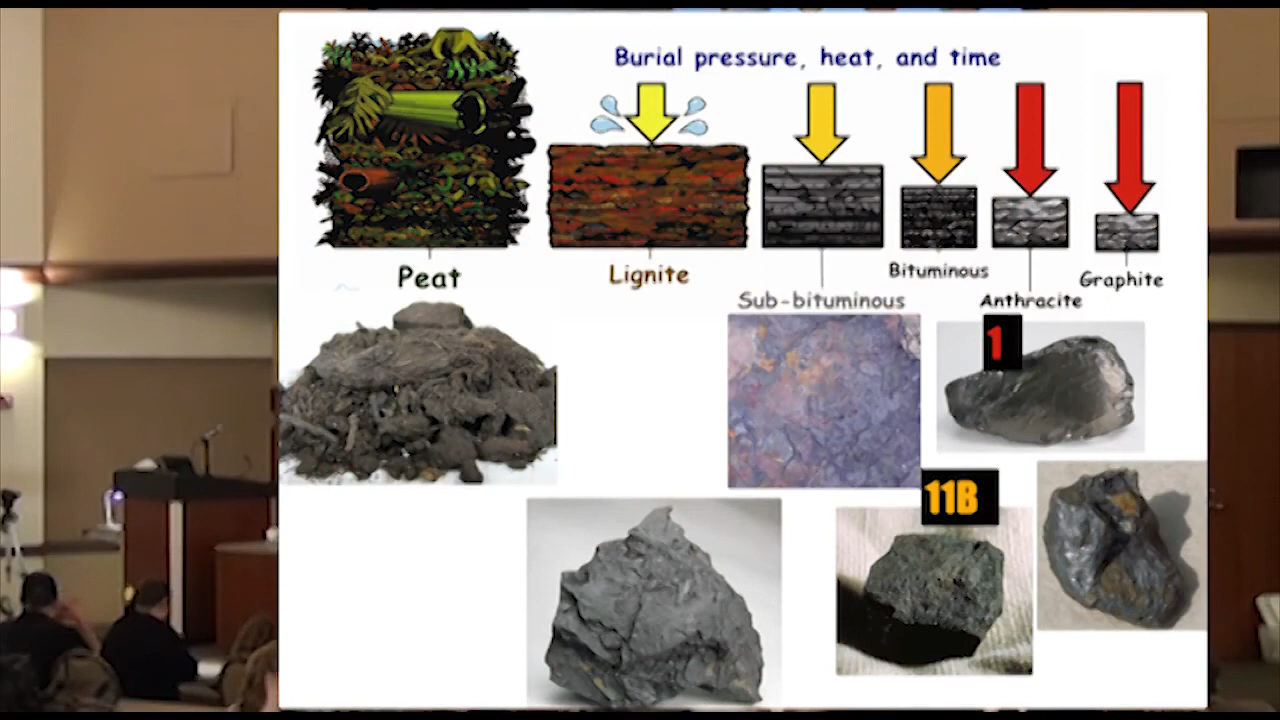 Burial pressure, heat, and time
Peat
Lignite
Sub-bituminous
Bituminous
Anthracite
Graphite
1
11B